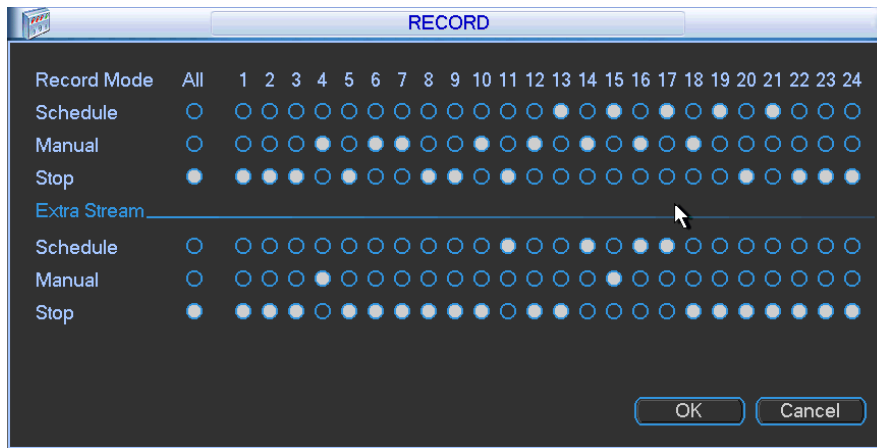 RECORD
Record Mode All 1 2 3 4 5 6 7 8 9 10 11 12 13 14 15 16 17 18 19 20 21 22 23 24
Schedule
Manual
Stop
Extra Stream
Schedule
Manual
Stop
OK Cancel